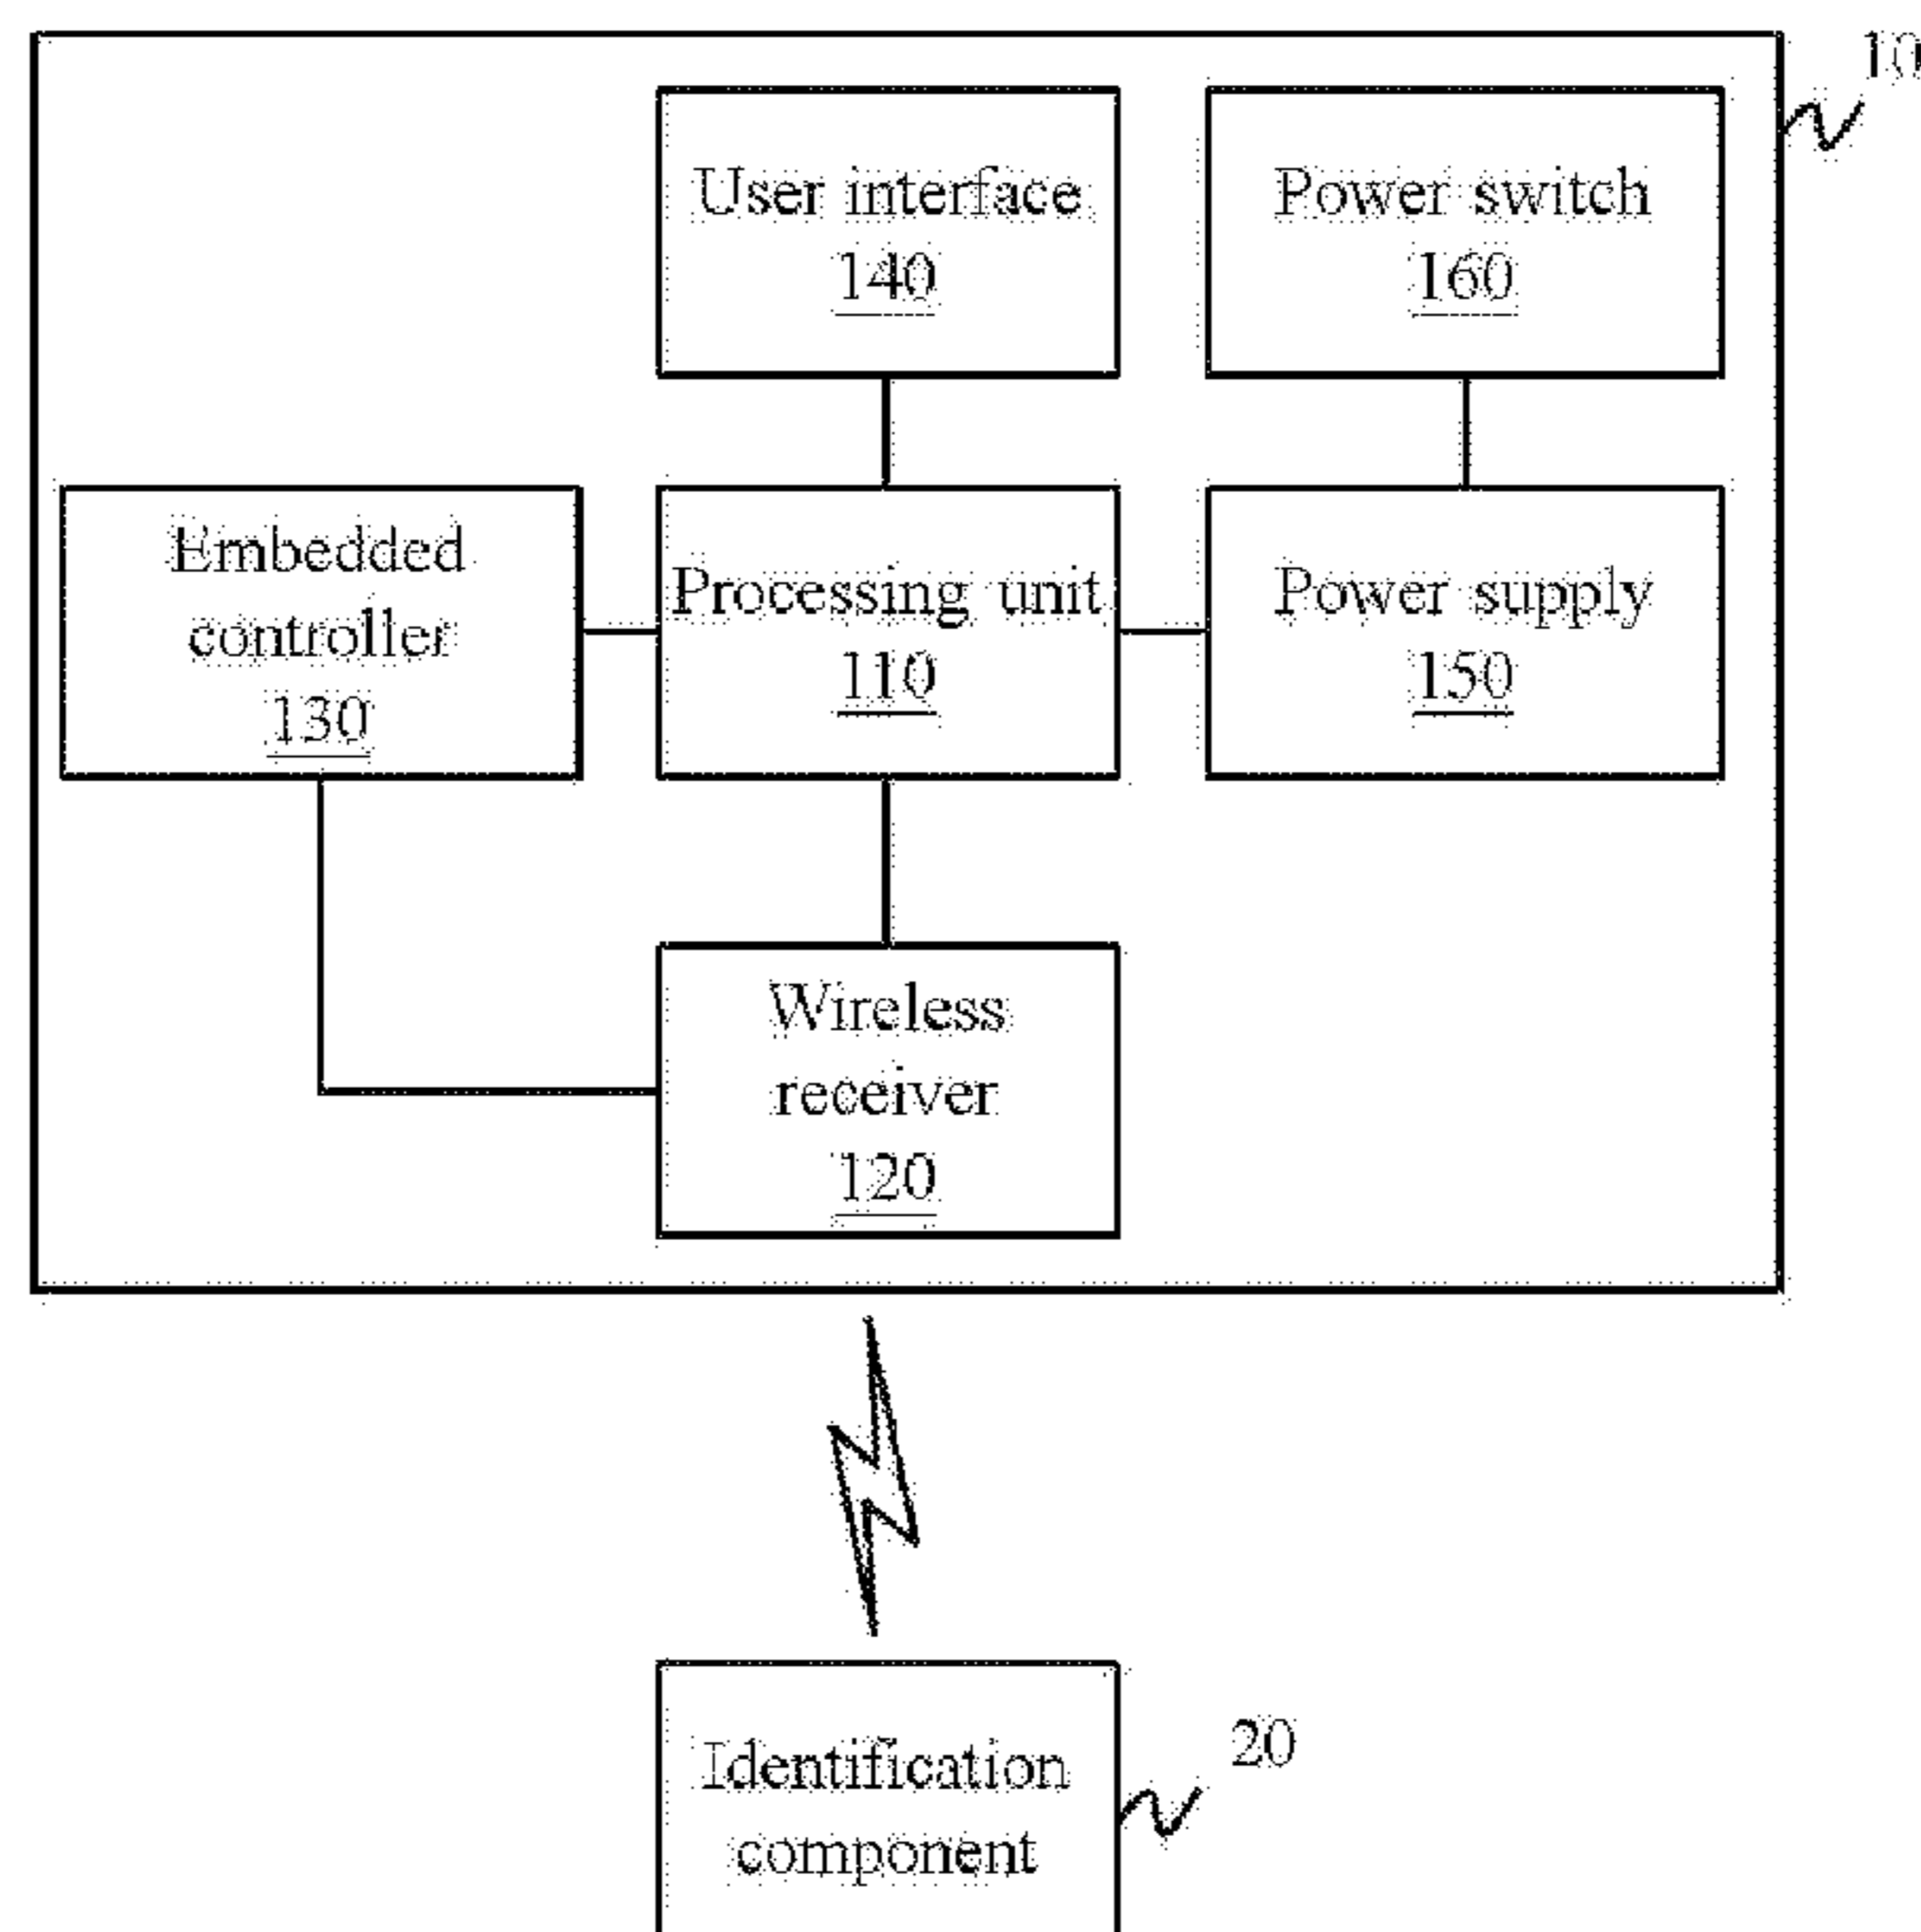 10
User interface
140
Power switch
160
Embedded
controller
130
Processing unit
110
Power supply
150
Wireless
receiver
120
Identification
component
20